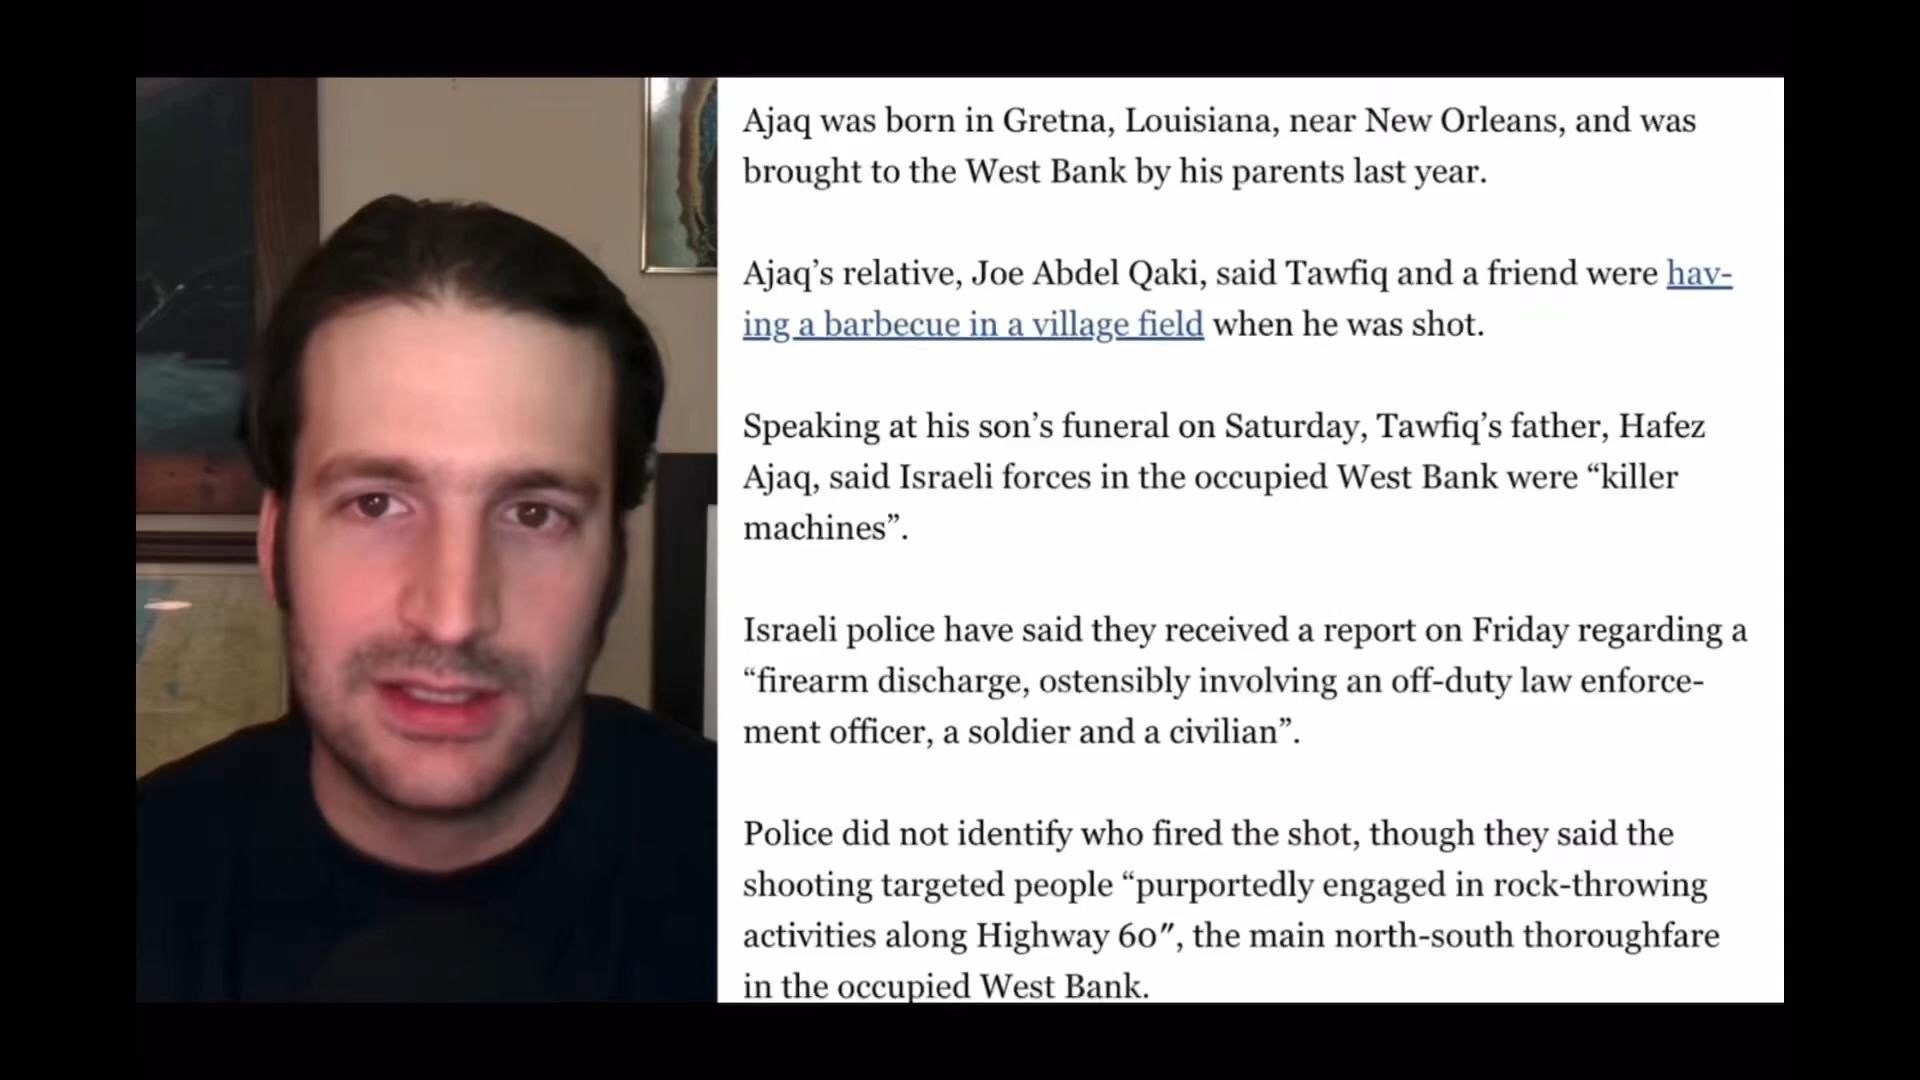 Ajaq was born in Gretna, Louisiana, near New Orleans, and was
brought to the West Bank by his parents last year.
Ajaq’s relative, Joe Abdel Qaki, said Tawfiq and a friend were hav-
ing a barbecue in a village field when he was shot.
Speaking at his son’s funeral on Saturday, Tawfiq’s father, Hafez
Ajaq, said Israeli forces in the occupied West Bank were “killer
machines”.
Israeli police have said they received a report on Friday regarding a
“firearm discharge, ostensibly involving an off-duty law enforce-
ment officer, a soldier and a civilian”.
Police did not identify who fired the shot, though they said the
shooting targeted people “purportedly engaged in rock-throwing
activities along Highway 60″, the main north-south thoroughfare
in the occupied West Bank.